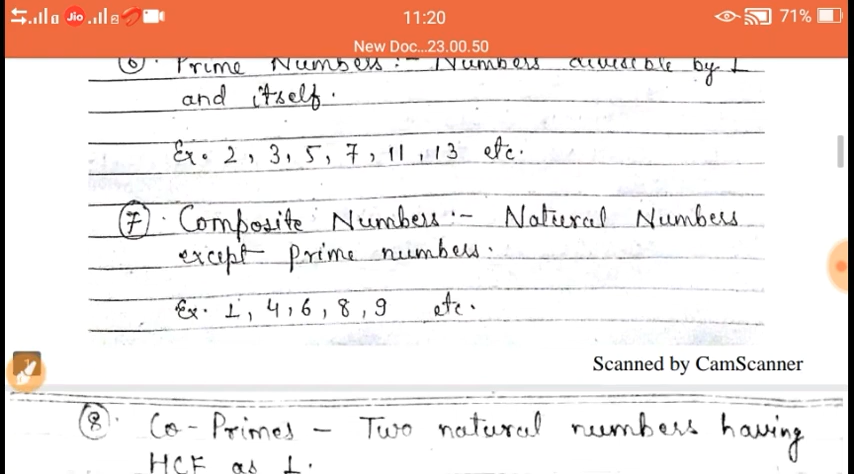 Jio
11:20
71%
New Doc...23.00.50
⑥. Prime Numbers :- Numbers divisible by 1
and itself.
Ex. 2, 3, 5, 7, 11, 13 etc.
⑦. Composite Numbers :- Natural Numbers
except prime numbers.
Ex. 1, 4, 6, 8, 9 etc.
Scanned by CamScanner
⑧. Co-Primes - Two natural numbers having
HCF as 1.